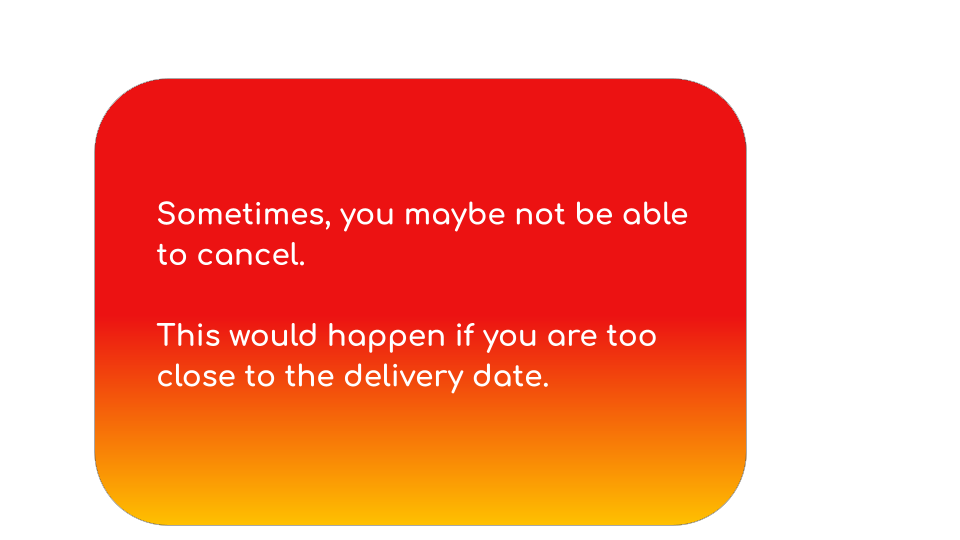 Sometimes, you maybe not be able
to cancel.
This would happen if you are too
close to the delivery date.